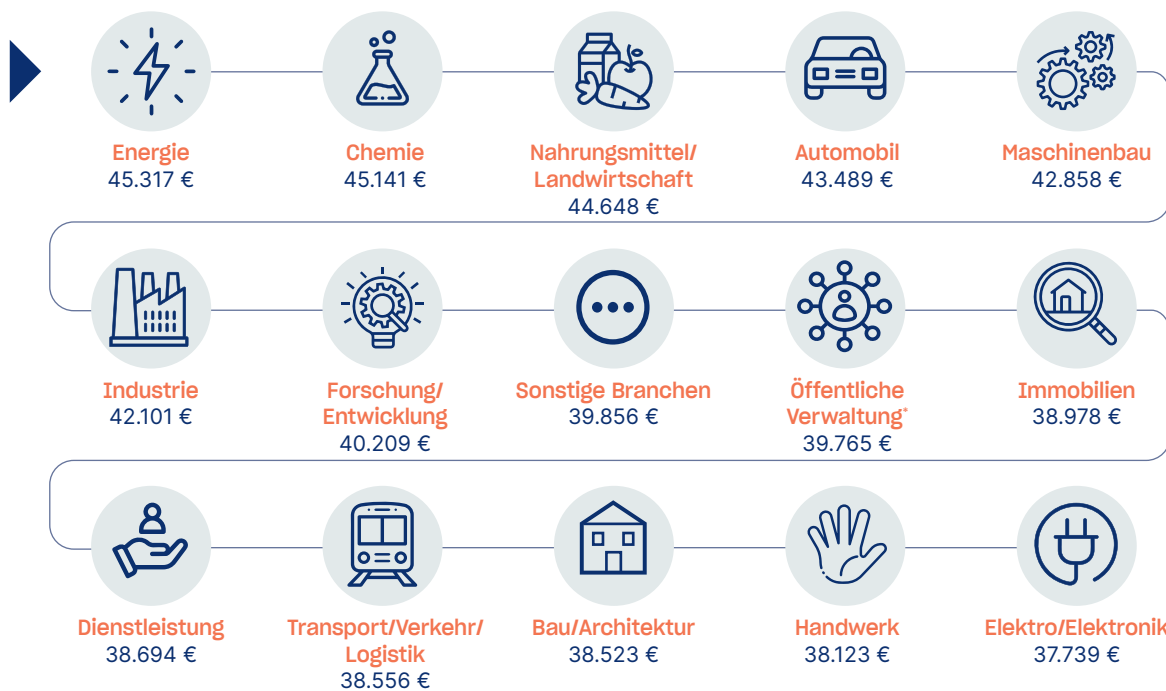 Energie
45.317 €
Chemie
45.141 €
Nahrungsmittel/
Landwirtschaft
44.648 €
Automobil
43.489 €
Maschinenbau
42.858 €
Industrie
42.101 €
Forschung/
Entwicklung
40.209 €
Sonstige Branchen
39.856 €
Öffentliche
Verwaltung*
39.765 €
Immobilien
38.978 €
Dienstleistung
38.694 €
Transport/Verkehr/
Logistik
38.556 €
Bau/Architektur
38.523 €
Handwerk
38.123 €
Elektro/Elektronik
37.739 €